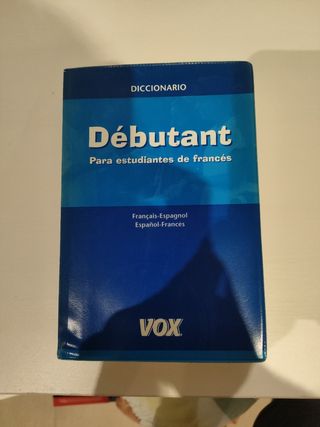 DICCIONARIO
Débutant
Para estudiantes de francés
Français-Espagnol
Español-Francés
VOX